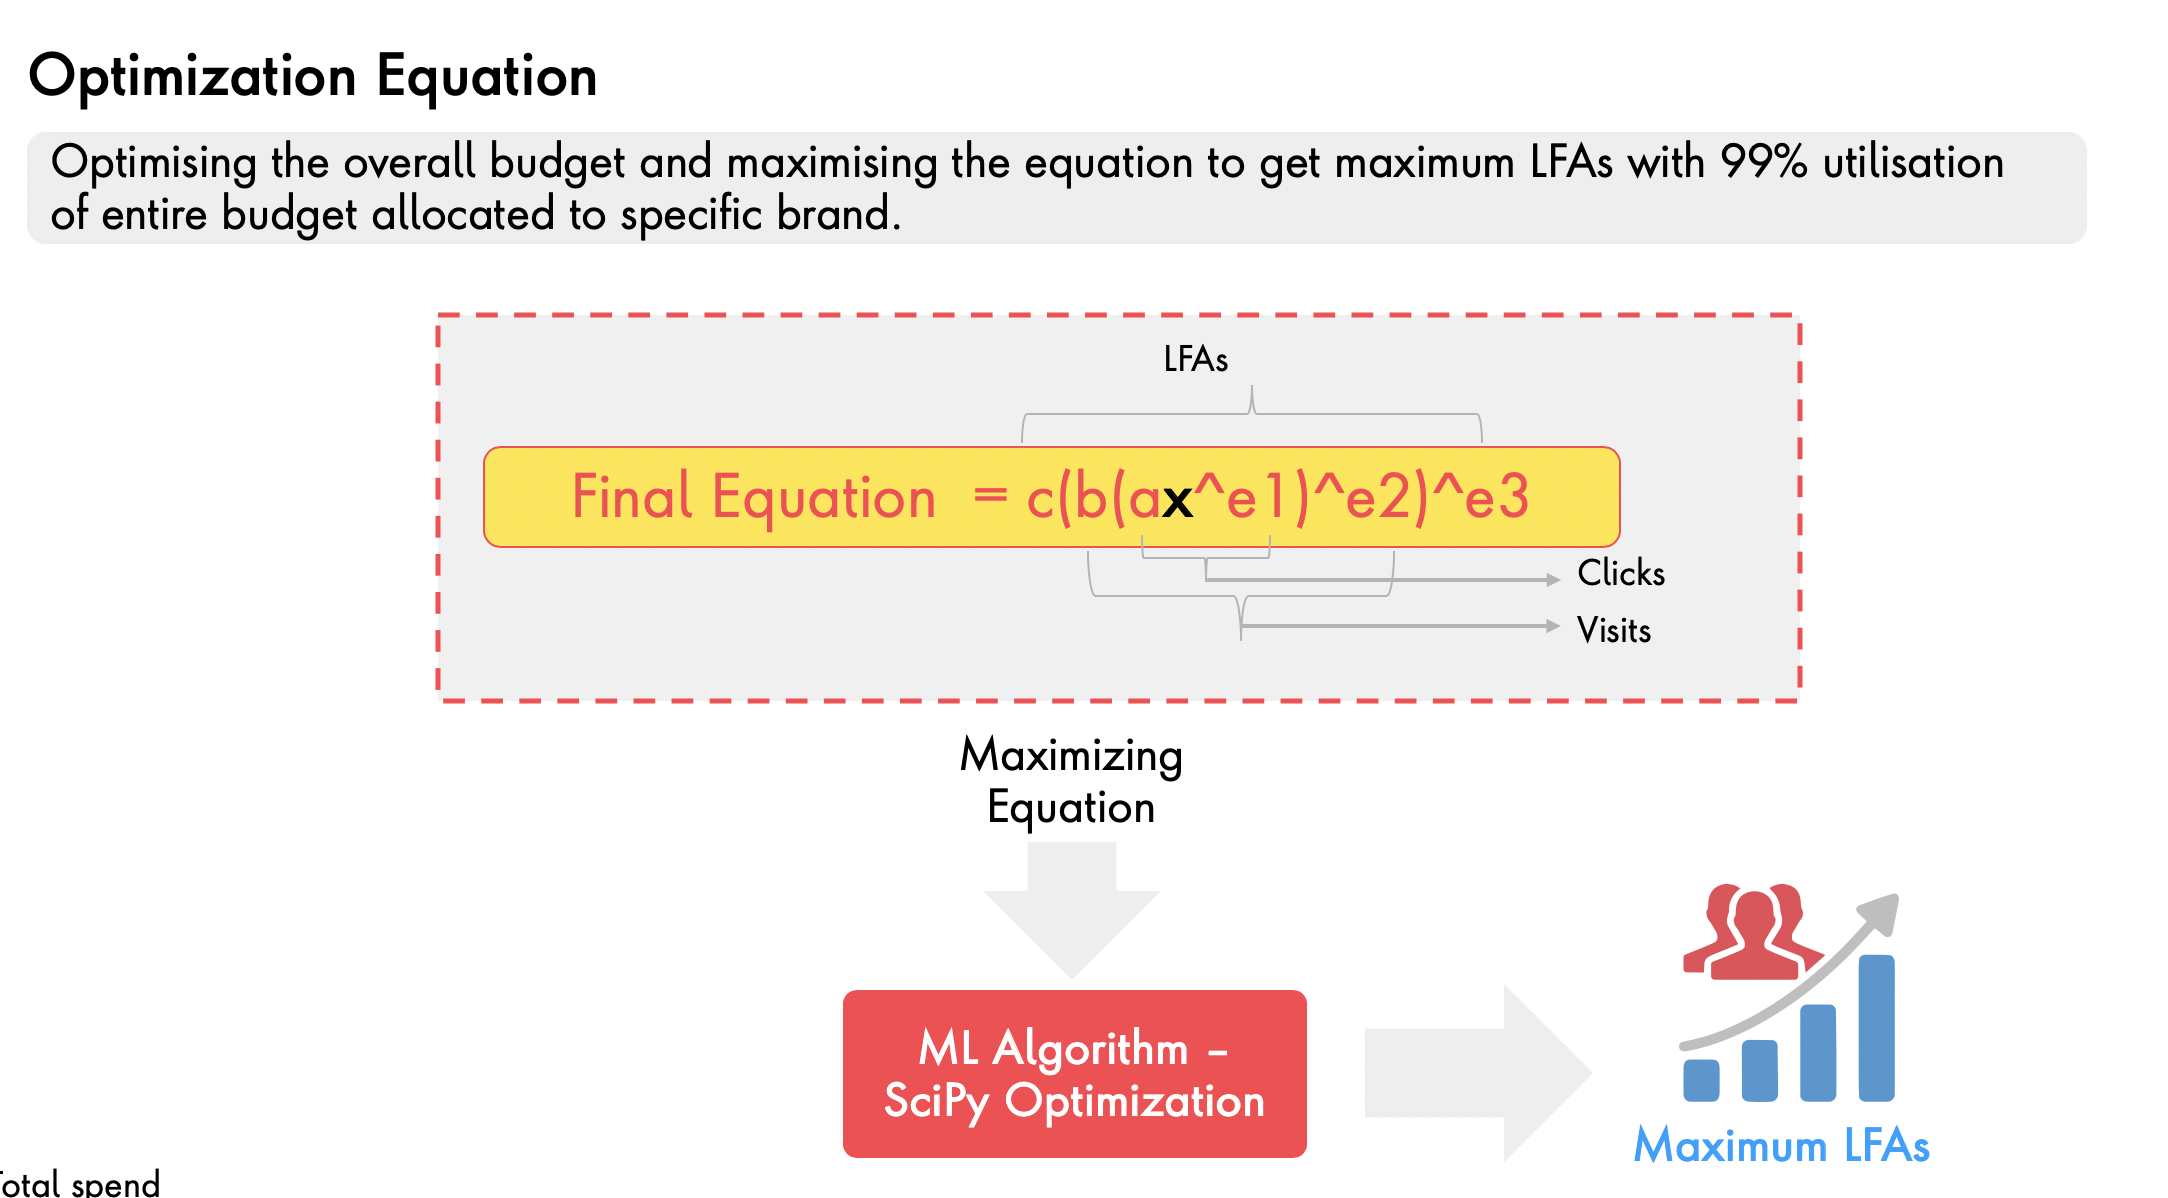 Optimization Equation
Optimising the overall budget and maximising the equation to get maximum LFAs with 99% utilisation
of entire budget allocated to specific brand.
LFAs
Final Equation = c(b(ax^e1)^e2)^e3
Clicks
Visits
Maximizing
Equation
ML Algorithm –
SciPy Optimization
Maximum LFAs
Total spend